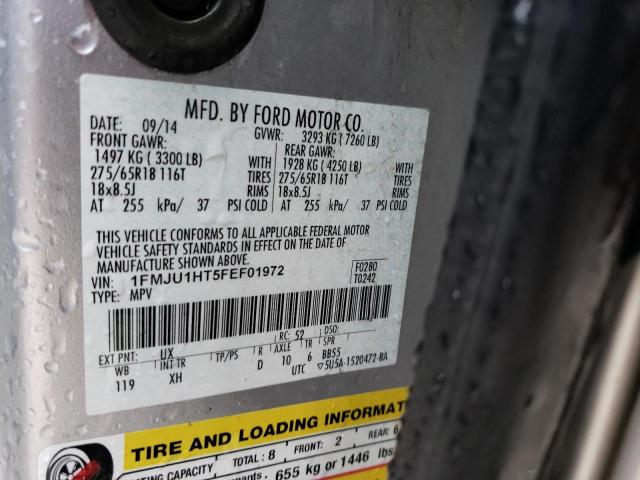 MFD. BY FORD MOTOR CO.
DATE: 09/14 GVWR: 3293 KG ( 7260 LB)
FRONT GAWR: REAR GAWR:
1497 KG ( 3300 LB) WITH 1928 KG ( 4250 LB) WITH
275/65R18 116T TIRES 275/65R18 116T TIRES
18x8.5J RIMS 18x8.5J RIMS
AT 255 kPa/ 37 PSI COLD AT 255 kPa/ 37 PSI COLD
THIS VEHICLE CONFORMS TO ALL APPLICABLE FEDERAL MOTOR
VEHICLE SAFETY STANDARDS IN EFFECT ON THE DATE OF
MANUFACTURE SHOWN ABOVE.
VIN: 1FMJU1HT5FEF01972 F0280
TYPE: MPV T0242
EXT PNT: UX RC: 52 DSO:
WB INT TR TP/PS R AXLE TR SPR
119 XH D 10 6 BB55
UTC ▽5U5A-1520472-BA
TIRE AND LOADING INFORMAT
TING CAPACITY TOTAL: 8 FRONT: 2 REAR: 6
pants 655 kg or 1446 lbs